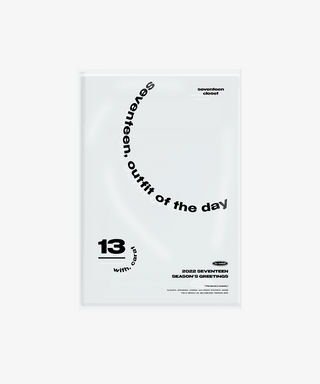 seventeen
closet
Seventeen, outfit of the day
13
with, carat
2022 SEVENTEEN
SEASON'S GREETINGS